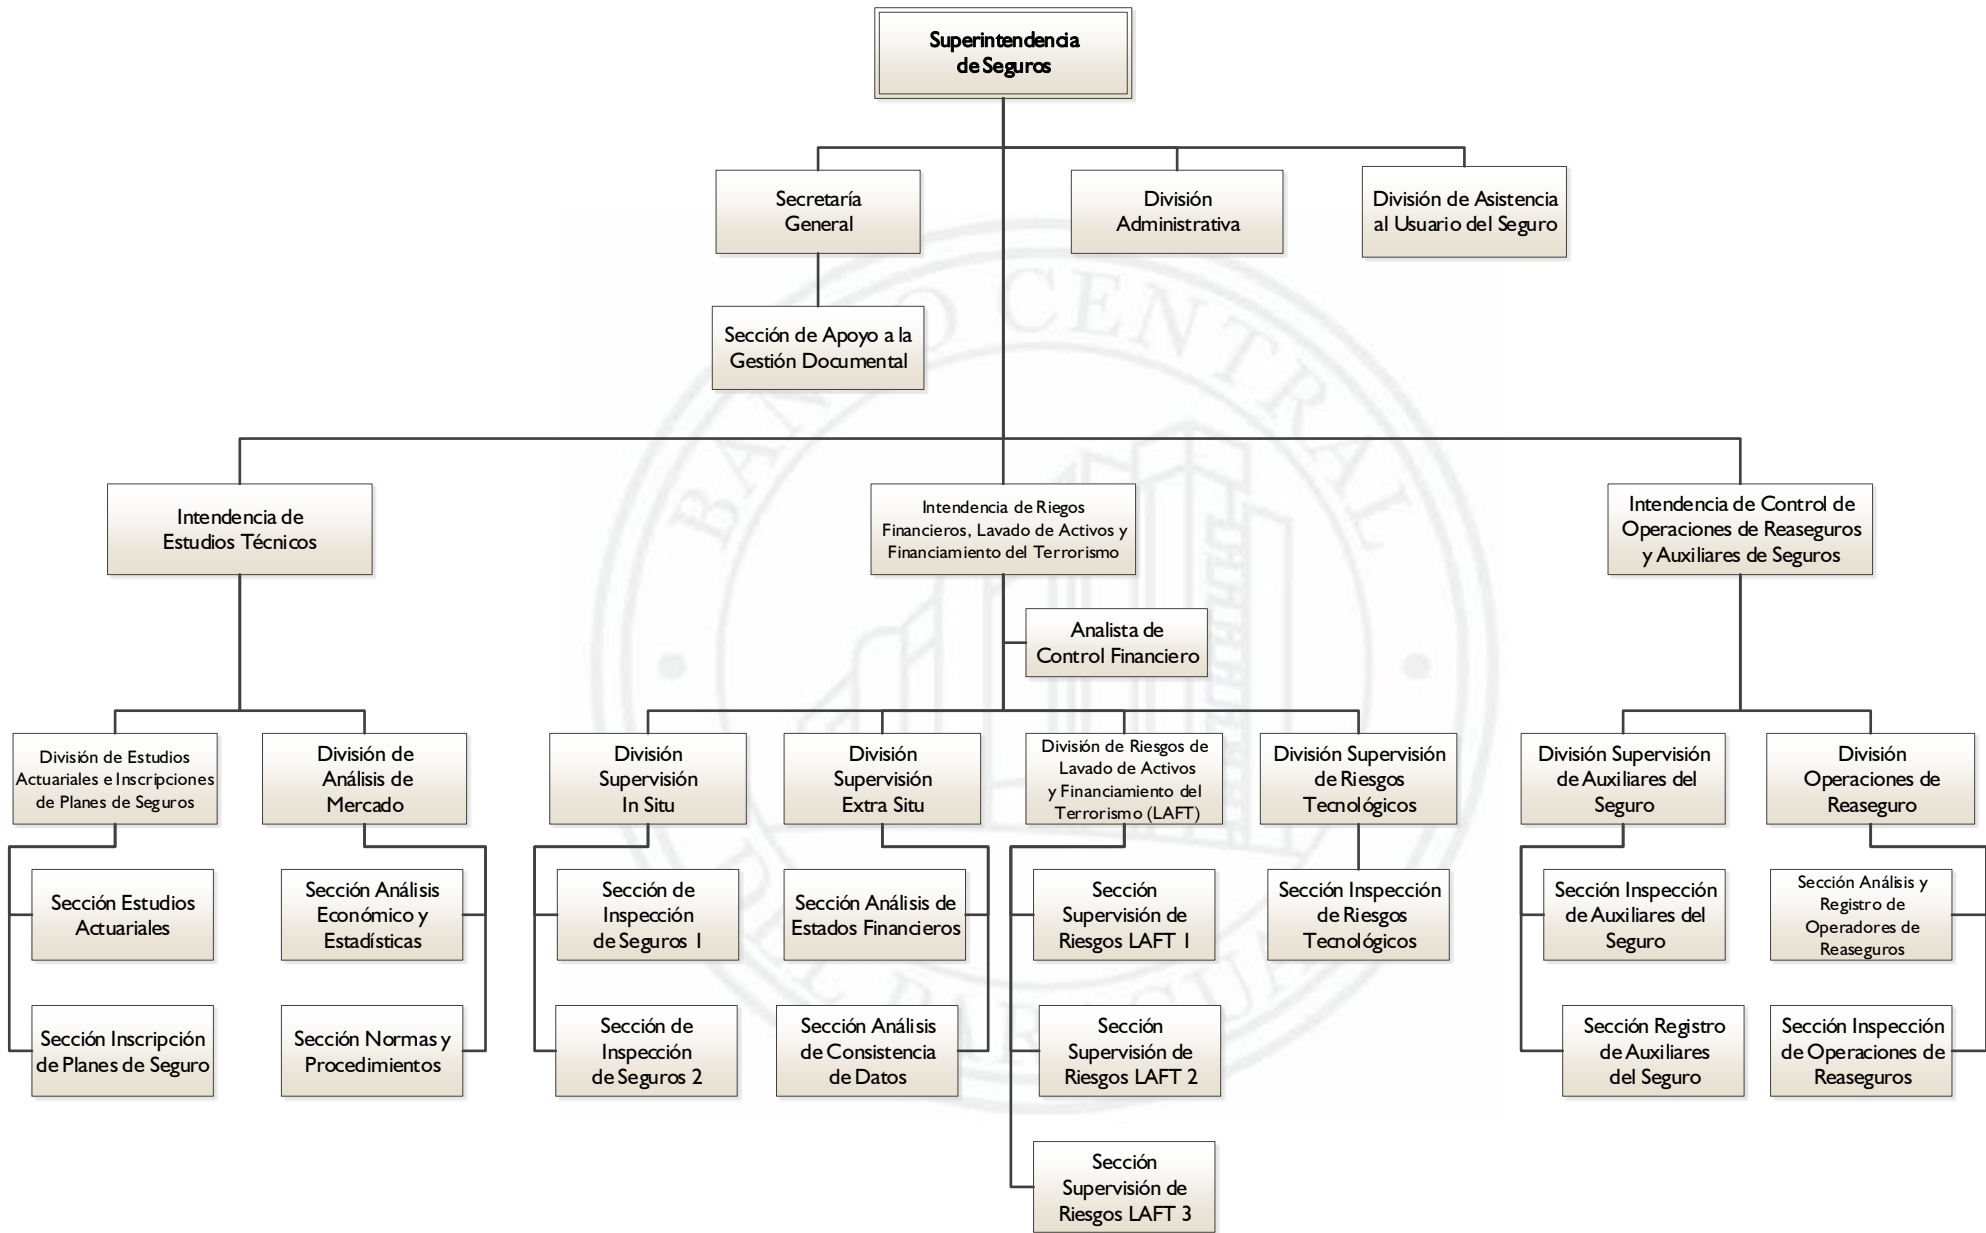 Superintendencia
de Seguros
Secretaría
General
División
Administrativa
División de Asistencia
al Usuario del Seguro
Sección de Apoyo a la
Gestión Documental
Intendencia de
Estudios Técnicos
Intendencia de Riegos
Financieros, Lavado de Activos y
Financiamiento del Terrorismo
Intendencia de Control de
Operaciones de Reaseguros
y Auxiliares de Seguros
Analista de
Control Financiero
División de Estudios
Actuariales e Inscripciones
de Planes de Seguros
División de
Análisis de
Mercado
División
Supervisión
In Situ
División
Supervisión
Extra Situ
División de Riesgos de
Lavado de Activos
y Financiamiento del
Terrorismo (LAFT)
División Supervisión
de Riesgos
Tecnológicos
División Supervisión
de Auxiliares del
Seguro
División
Operaciones de
Reaseguro
Sección Estudios
Actuariales
Sección Análisis
Económico y
Estadísticas
Sección de
Inspección
de Seguros 1
Sección Análisis de
Estados Financieros
Sección
Supervisión de
Riesgos LAFT 1
Sección Inspección
de Riesgos
Tecnológicos
Sección Inspección
de Auxiliares del
Seguro
Sección Análisis y
Registro de
Operadores de
Reaseguros
Sección Inscripción
de Planes de Seguro
Sección Normas y
Procedimientos
Sección de
Inspección
de Seguros 2
Sección Análisis
de Consistencia
de Datos
Sección
Supervisión de
Riesgos LAFT 2
Sección Registro
de Auxiliares
del Seguro
Sección Inspección
de Operaciones de
Reaseguros
Sección
Supervisión de
Riesgos LAFT 3
BANCO CENTRAL
DEL PARAGUAY